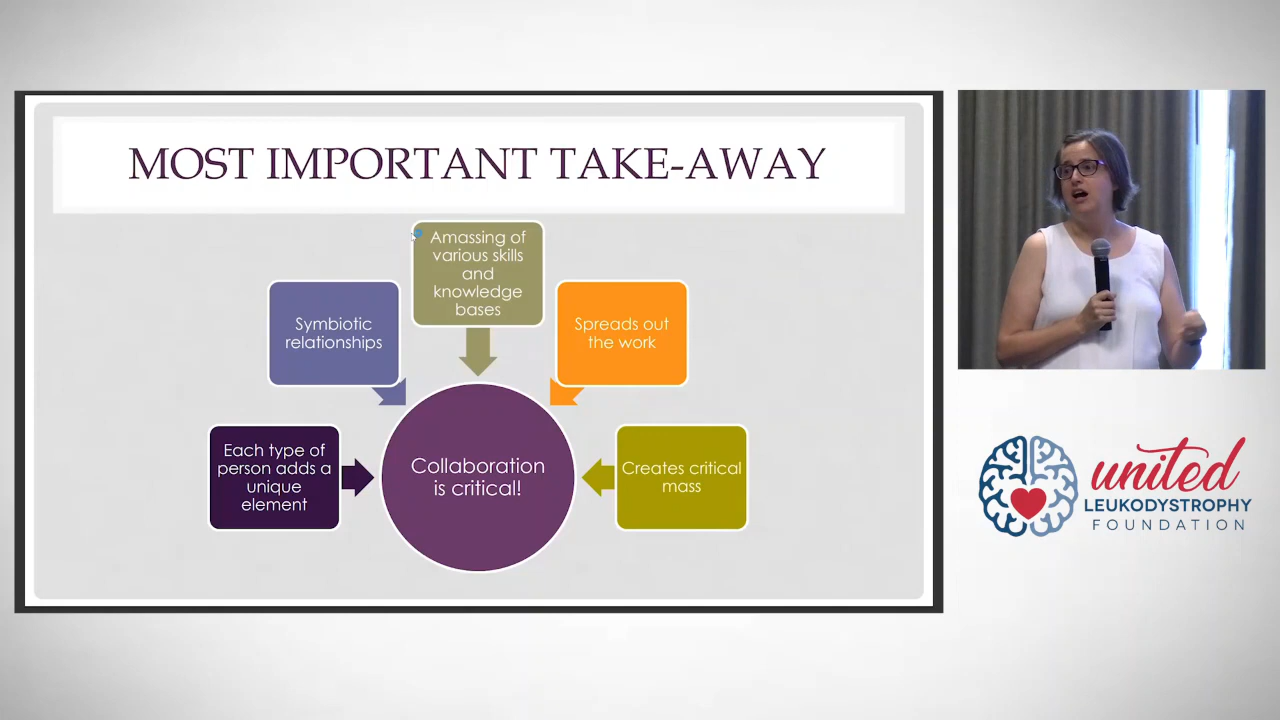 MOST IMPORTANT TAKE-AWAY
Amassing of
various skills
and
knowledge
bases
Symbiotic
relationships
Spreads out
the work
Each type of
person adds a
unique
element
Collaboration
is critical!
Creates critical
mass
united
LEUKODYSTROPHY
FOUNDATION